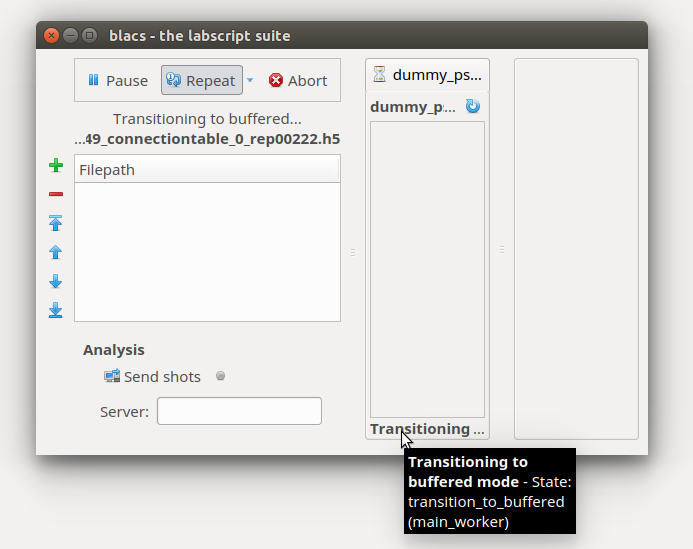 blacs - the labscript suite
Pause
Repeat
Abort
Transitioning to buffered...
...49_connectiontable_0_rep00222.h5
Filepath
Analysis
Send shots
Server:
dummy_ps...
dummy_p...
Transitioning ...
Transitioning to
buffered mode - State:
transition_to_buffered
(main_worker)